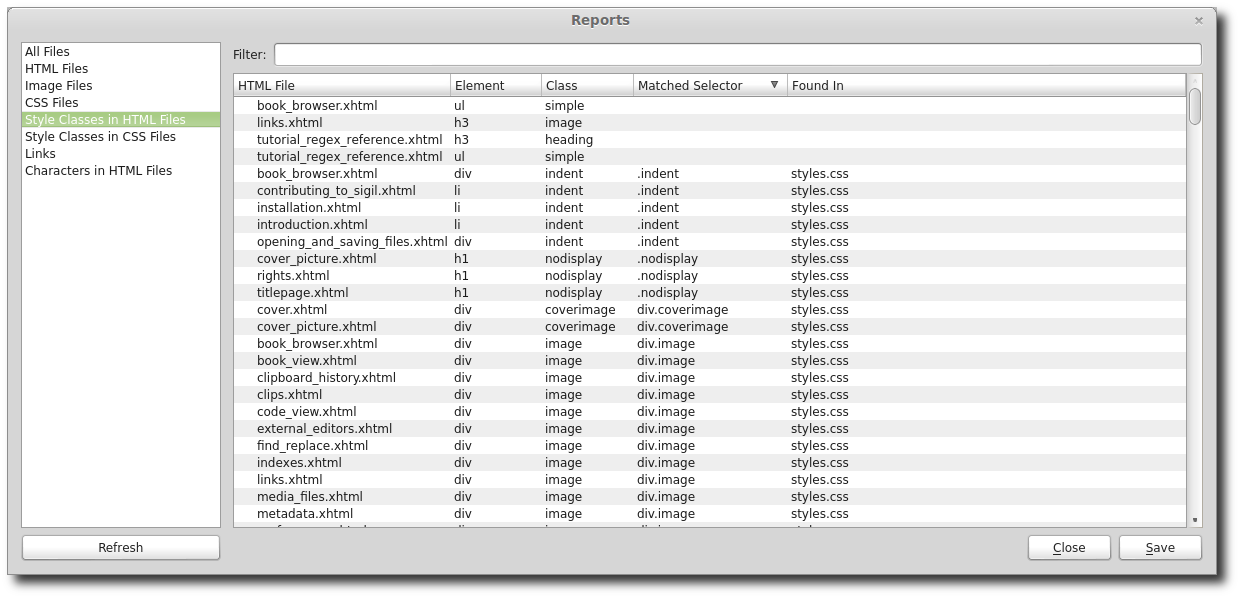 Reports
All Files
HTML Files
Image Files
CSS Files
Style Classes in HTML Files
Style Classes in CSS Files
Links
Characters in HTML Files
Filter:
HTML File Element Class Matched Selector Found In
book_browser.xhtml ul simple
links.xhtml h3 image
tutorial_regex_reference.xhtml h3 heading
tutorial_regex_reference.xhtml ul simple
book_browser.xhtml div indent .indent styles.css
contributing_to_sigil.xhtml li indent .indent styles.css
installation.xhtml li indent .indent styles.css
introduction.xhtml li indent .indent styles.css
opening_and_saving_files.xhtml div indent .indent styles.css
cover_picture.xhtml h1 nodisplay .nodisplay styles.css
rights.xhtml h1 nodisplay .nodisplay styles.css
titlepage.xhtml h1 nodisplay .nodisplay styles.css
cover.xhtml div coverimage div.coverimage styles.css
cover_picture.xhtml div coverimage div.coverimage styles.css
book_browser.xhtml div image div.image styles.css
book_view.xhtml div image div.image styles.css
clipboard_history.xhtml div image div.image styles.css
clips.xhtml div image div.image styles.css
code_view.xhtml div image div.image styles.css
external_editors.xhtml div image div.image styles.css
find_replace.xhtml div image div.image styles.css
indexes.xhtml div image div.image styles.css
links.xhtml div image div.image styles.css
media_files.xhtml div image div.image styles.css
metadata.xhtml div image div.image styles.css
Refresh
Close
Save